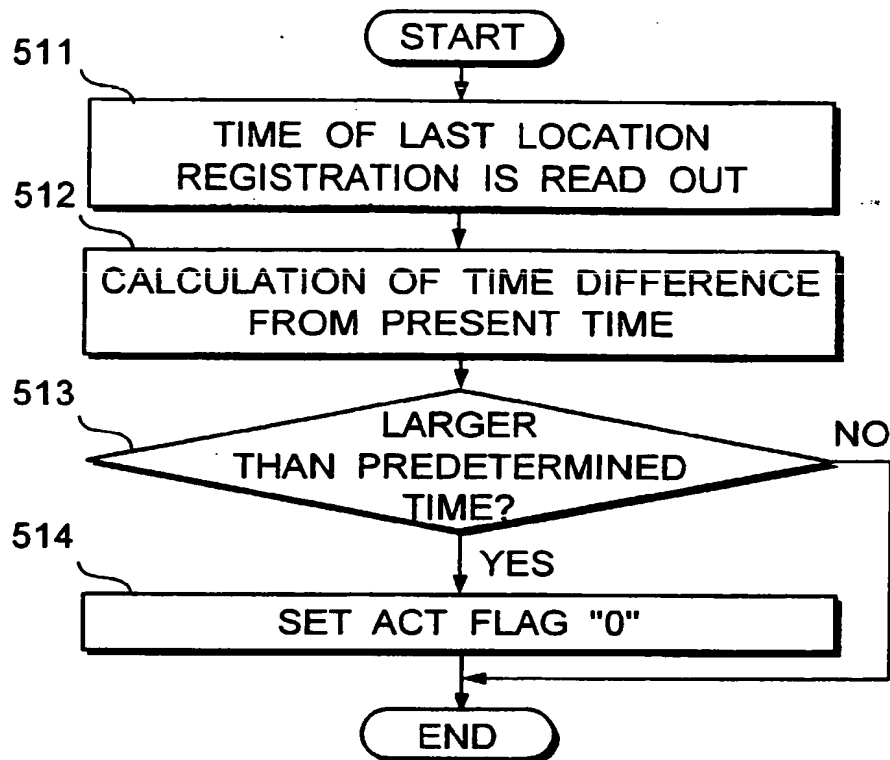 START
511
TIME OF LAST LOCATION
REGISTRATION IS READ OUT
512
CALCULATION OF TIME DIFFERENCE
FROM PRESENT TIME
513
LARGER
THAN PREDETERMINED
TIME?
NO
YES
514
SET ACT FLAG "0"
END